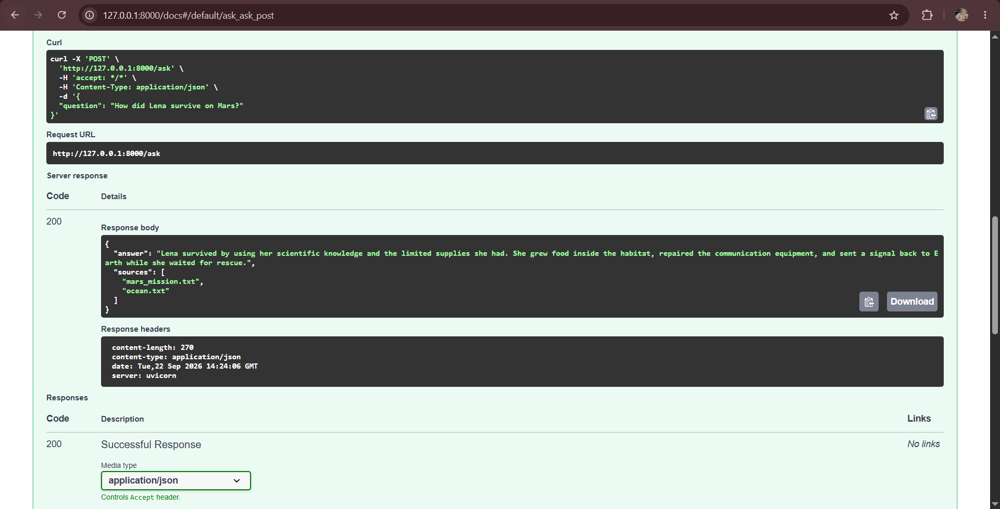 127.0.0.1:8000/docs#/default/ask_ask_post
Curl
curl -X 'POST' \
  'http://127.0.0.1:8000/ask' \
  -H 'accept: */*' \
  -H 'Content-Type: application/json' \
  -d '{
  "question": "How did Lena survive on Mars?"
}'
Request URL
http://127.0.0.1:8000/ask
Server response
Code Details
200
Response body
{
  "answer": "Lena survived by using her scientific knowledge and the limited supplies she had. She grew food inside the habitat, repaired the communication equipment, and sent a signal back to E
arth while she waited for rescue.",
  "sources": [
    "mars_mission.txt",
    "ocean.txt"
  ]
}
Download
Response headers
content-length: 270
content-type: application/json
date: Tue,22 Sep 2026 14:24:06 GMT
server: uvicorn
Responses
Code Description Links
200 Successful Response No links
Media type
application/json
Controls Accept header.